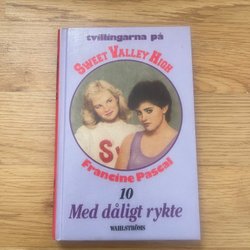 tvillingarna på
SWEET VALLEY HIGH
Francine Pascal
10
Med dåligt rykte
WAHLSTRÖMS